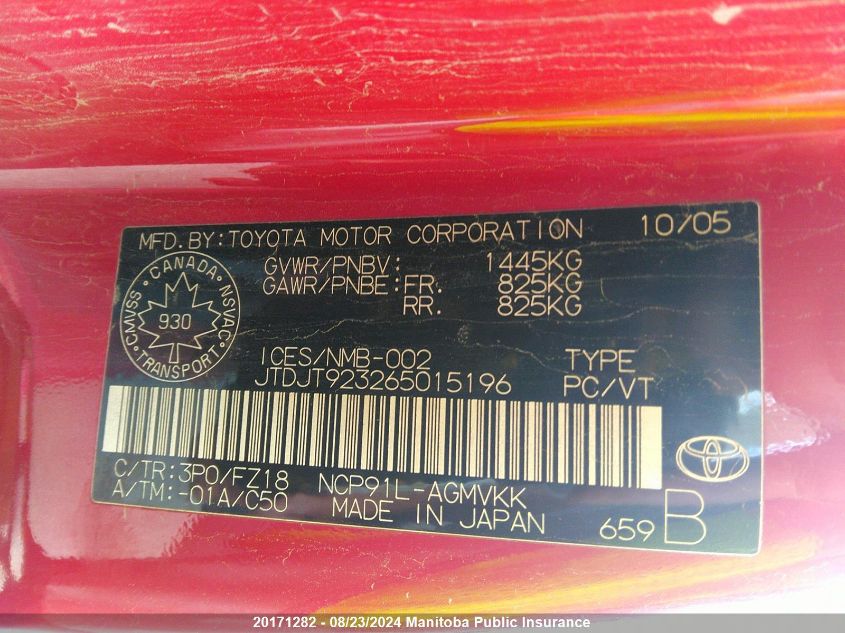 MFD.BY:TOYOTA MOTOR CORPORATION 10/05
GVWR/PNBV: 1445KG
GAWR/PNBE:FR. 825KG
RR. 825KG
CMVSS CANADA NSVAC TRANSPORT
930
ICES/NMB-002 TYPE
JTDJT923265015196 PC/VT
C/TR:3P0/FZ18 NCP91L-AGMVKK
A/TM:-01A/C50 MADE IN JAPAN 659 B
20171282 - 08/23/2024 Manitoba Public Insurance